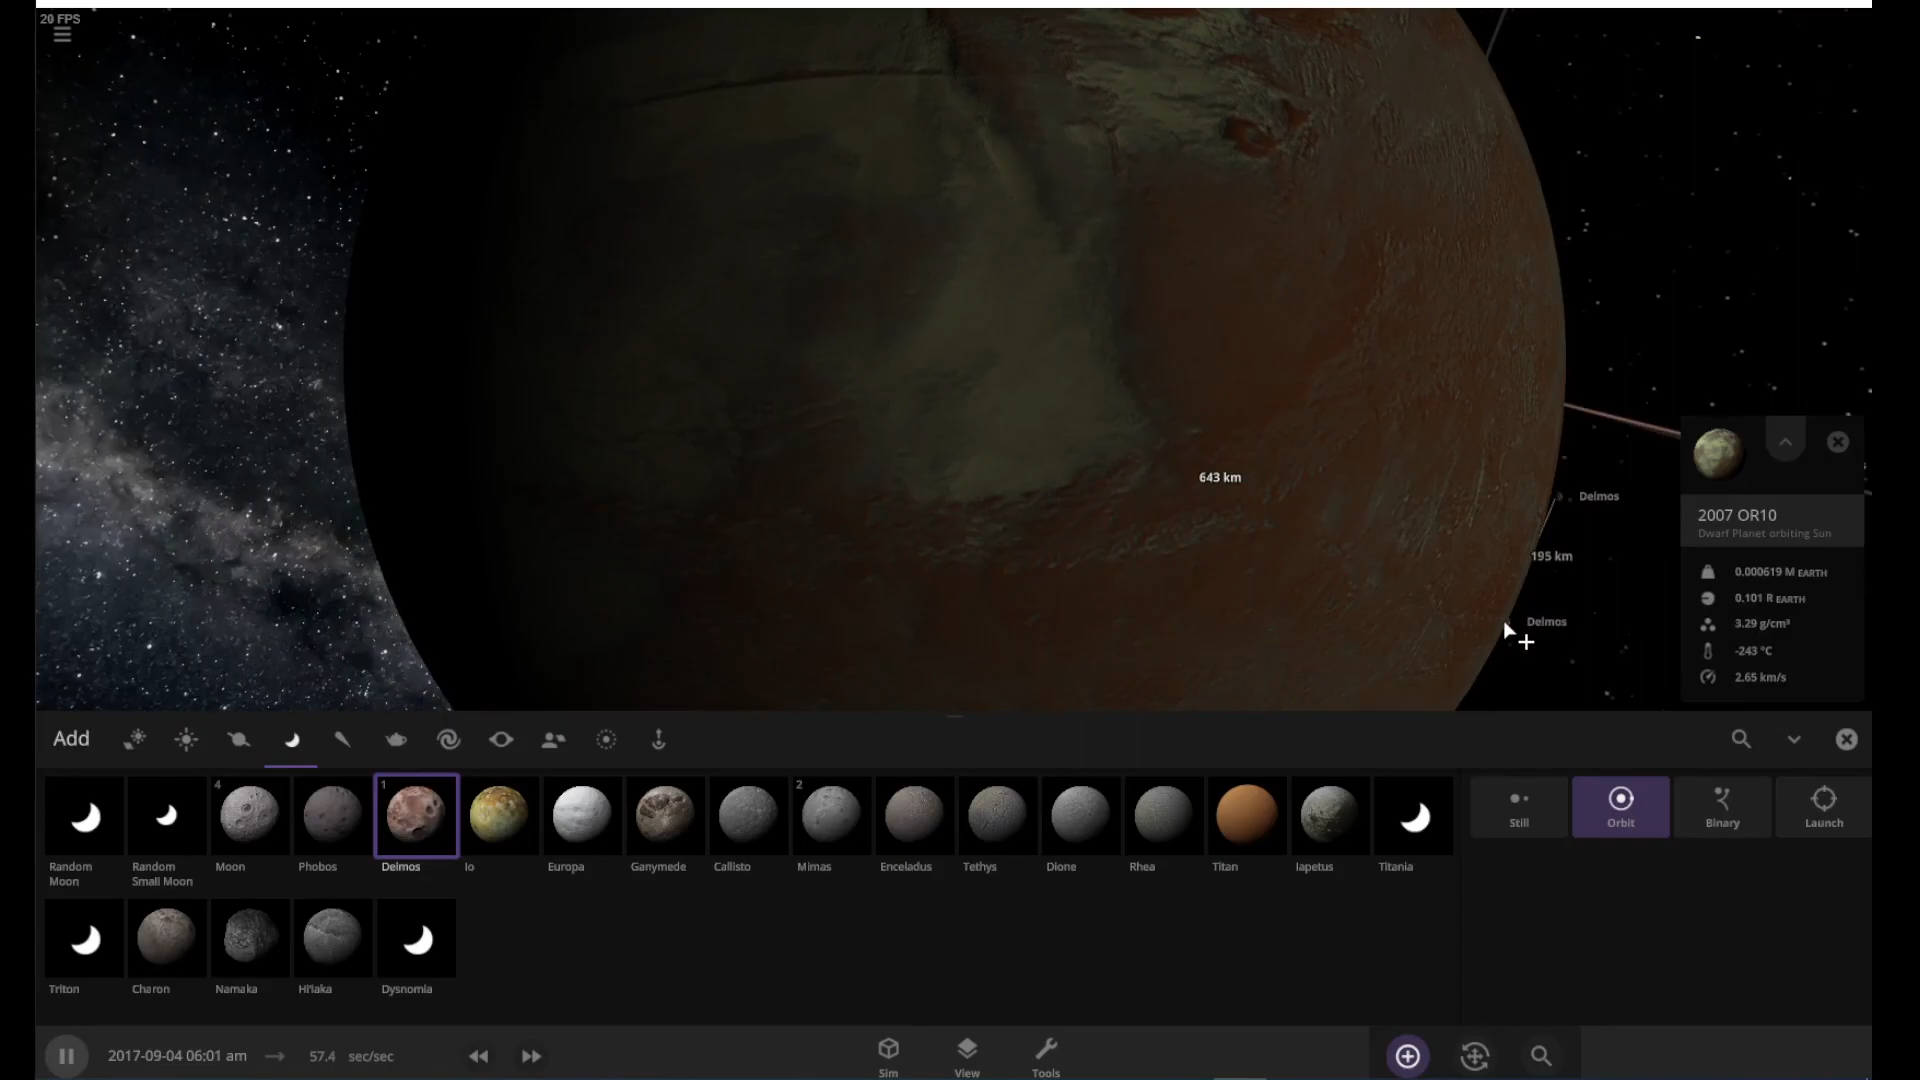 20 FPS
643 km
Deimos
195 km
Deimos
2007 OR10
Dwarf Planet orbiting Sun
0.000619 M EARTH
0.101 R EARTH
3.29 g/cm³
-243 °C
2.65 km/s
Add
4
1
2
Random Moon
Random Small Moon
Moon
Phobos
Deimos
Io
Europa
Ganymede
Callisto
Mimas
Enceladus
Tethys
Dione
Rhea
Titan
Iapetus
Titania
Still
Orbit
Binary
Launch
Triton
Charon
Namaka
Hi'iaka
Dysnomia
2017-09-04 06:01 am
57.4 sec/sec
Sim
View
Tools